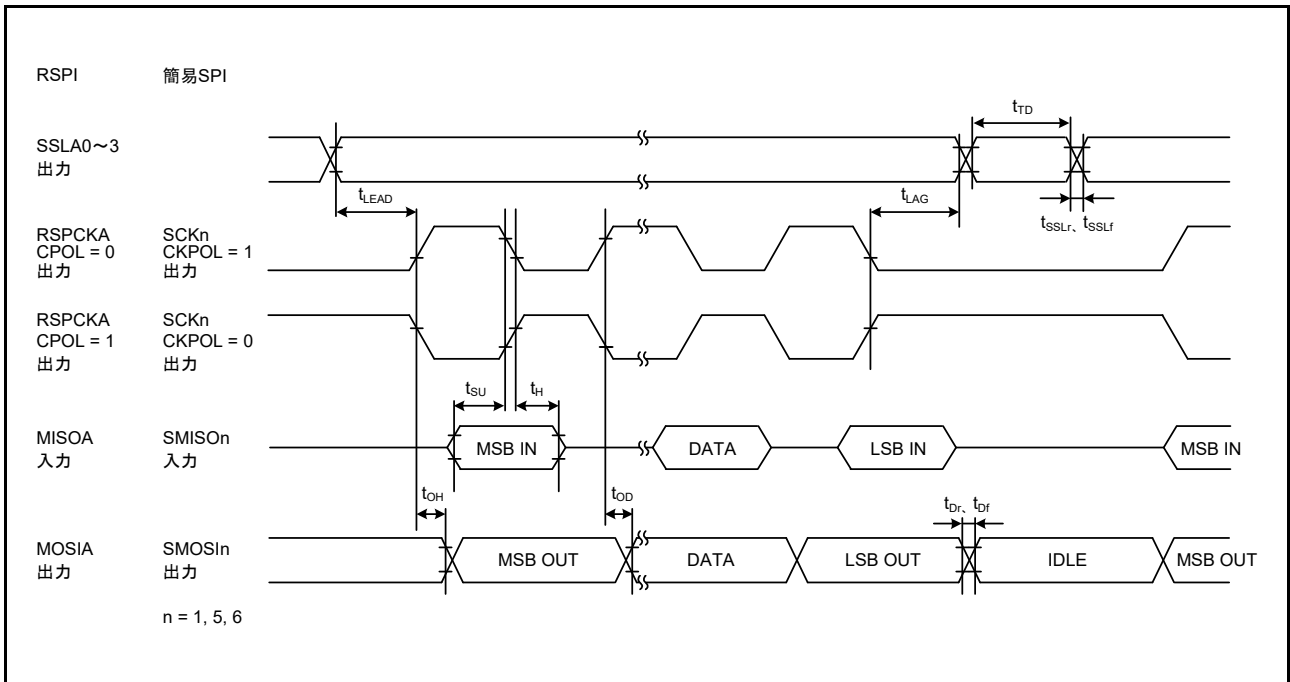 RSPI 簡易SPI
tTD
SSLA0～3
出力
tLEAD tLAG
tSSLr、tSSLf
RSPCKA SCKn
CPOL = 0 CKPOL = 1
出力 出力
RSPCKA SCKn
CPOL = 1 CKPOL = 0
出力 出力
tSU tH
MISOA SMISOn MSB IN DATA LSB IN MSB IN
入力 入力
tOH tOD tDr、tDf
MOSIA SMOSIn MSB OUT DATA LSB OUT IDLE MSB OUT
出力 出力
n = 1, 5, 6